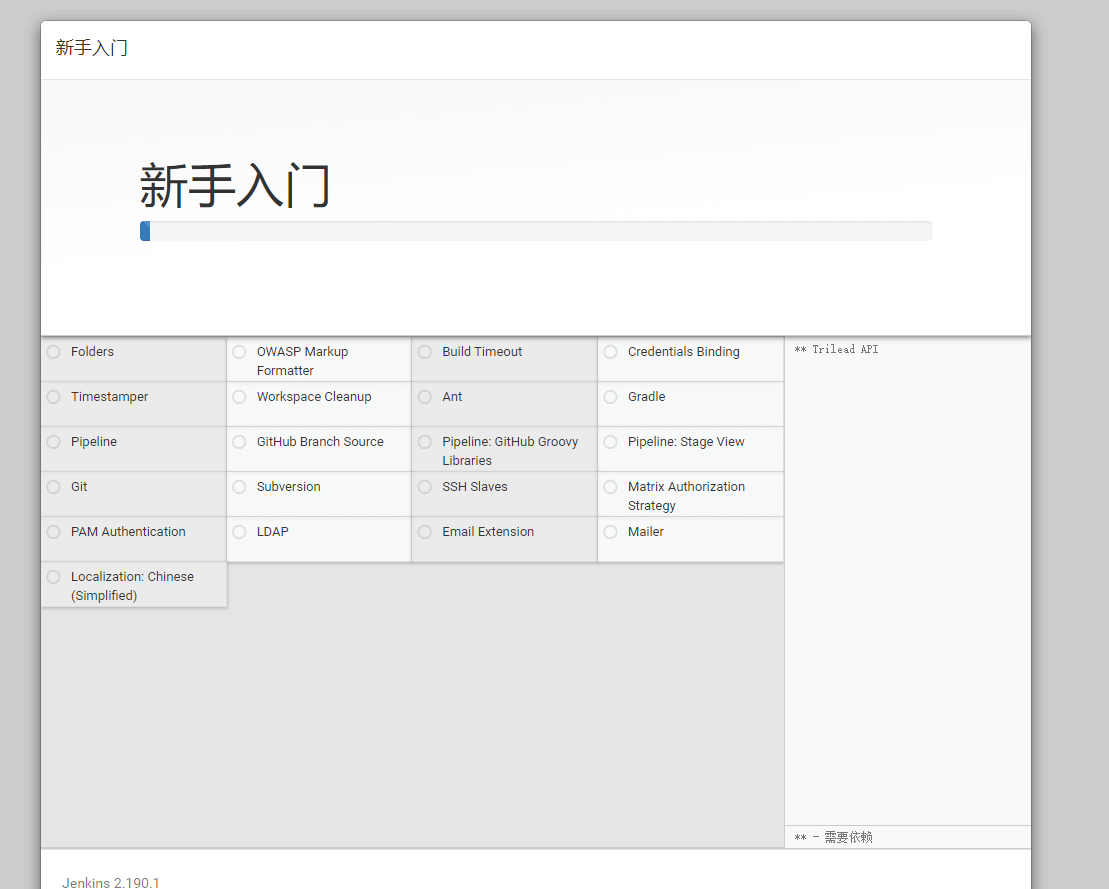 新手入门
新手入门
Folders
OWASP Markup
Formatter
Build Timeout
Credentials Binding
** Trilead API
Timestamper
Workspace Cleanup
Ant
Gradle
Pipeline
GitHub Branch Source
Pipeline: GitHub Groovy
Libraries
Pipeline: Stage View
Git
Subversion
SSH Slaves
Matrix Authorization
Strategy
PAM Authentication
LDAP
Email Extension
Mailer
Localization: Chinese
(Simplified)
** - 需要依赖
Jenkins 2.190.1